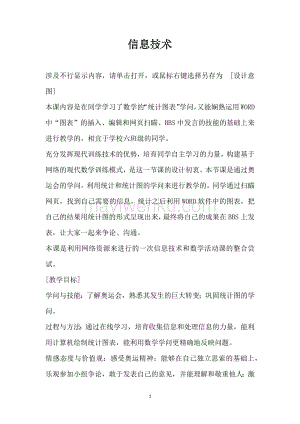 信息技术
涉及不行显示内容，请单击打开，或鼠标右键选择另存为 [设计意
图]
本课内容是在同学学习了数学的“统计图表”学问，又能娴熟运用WORD
中“图表”的插入、编辑和网页扫瞄、BBS中发言的技能的基础上来
进行教学的，相宜于学校六班级的同学。
充分发挥现代训练技术的优势，培育同学自主学习的力量，构建基于
网络的现代数学训练模式，是这一节课的设计初衷。本节课是通过奥
运会的学问，利用统计和统计图的学问来进行教学的。同学通过扫瞄
网页，找到自己需要的信息，统计之后利用WORD软件中的图表，把
自己的结果用统计图的形式呈现出来，最终将自己的成果在BBS上发
表，让大家一起来争论、沟通。
本课是利用网络资源来进行的一次信息技术和数学活动课的整合尝
试。
[教学目标]
学问与技能：了解奥运会，熟悉其发生的巨大转变；巩固统计图的学
问。
过程与方法：通过在线学习，培育收集信息和处理信息的力量，能利
用计算机绘制统计图表，能利用数学学问更精确地反映问题。
情感态度与价值观：感受奥运精神；能够在自己独立思索的基础上，
乐观参加小组争论，敢于发表自己的意见，并能理解和敬重他人；激
1